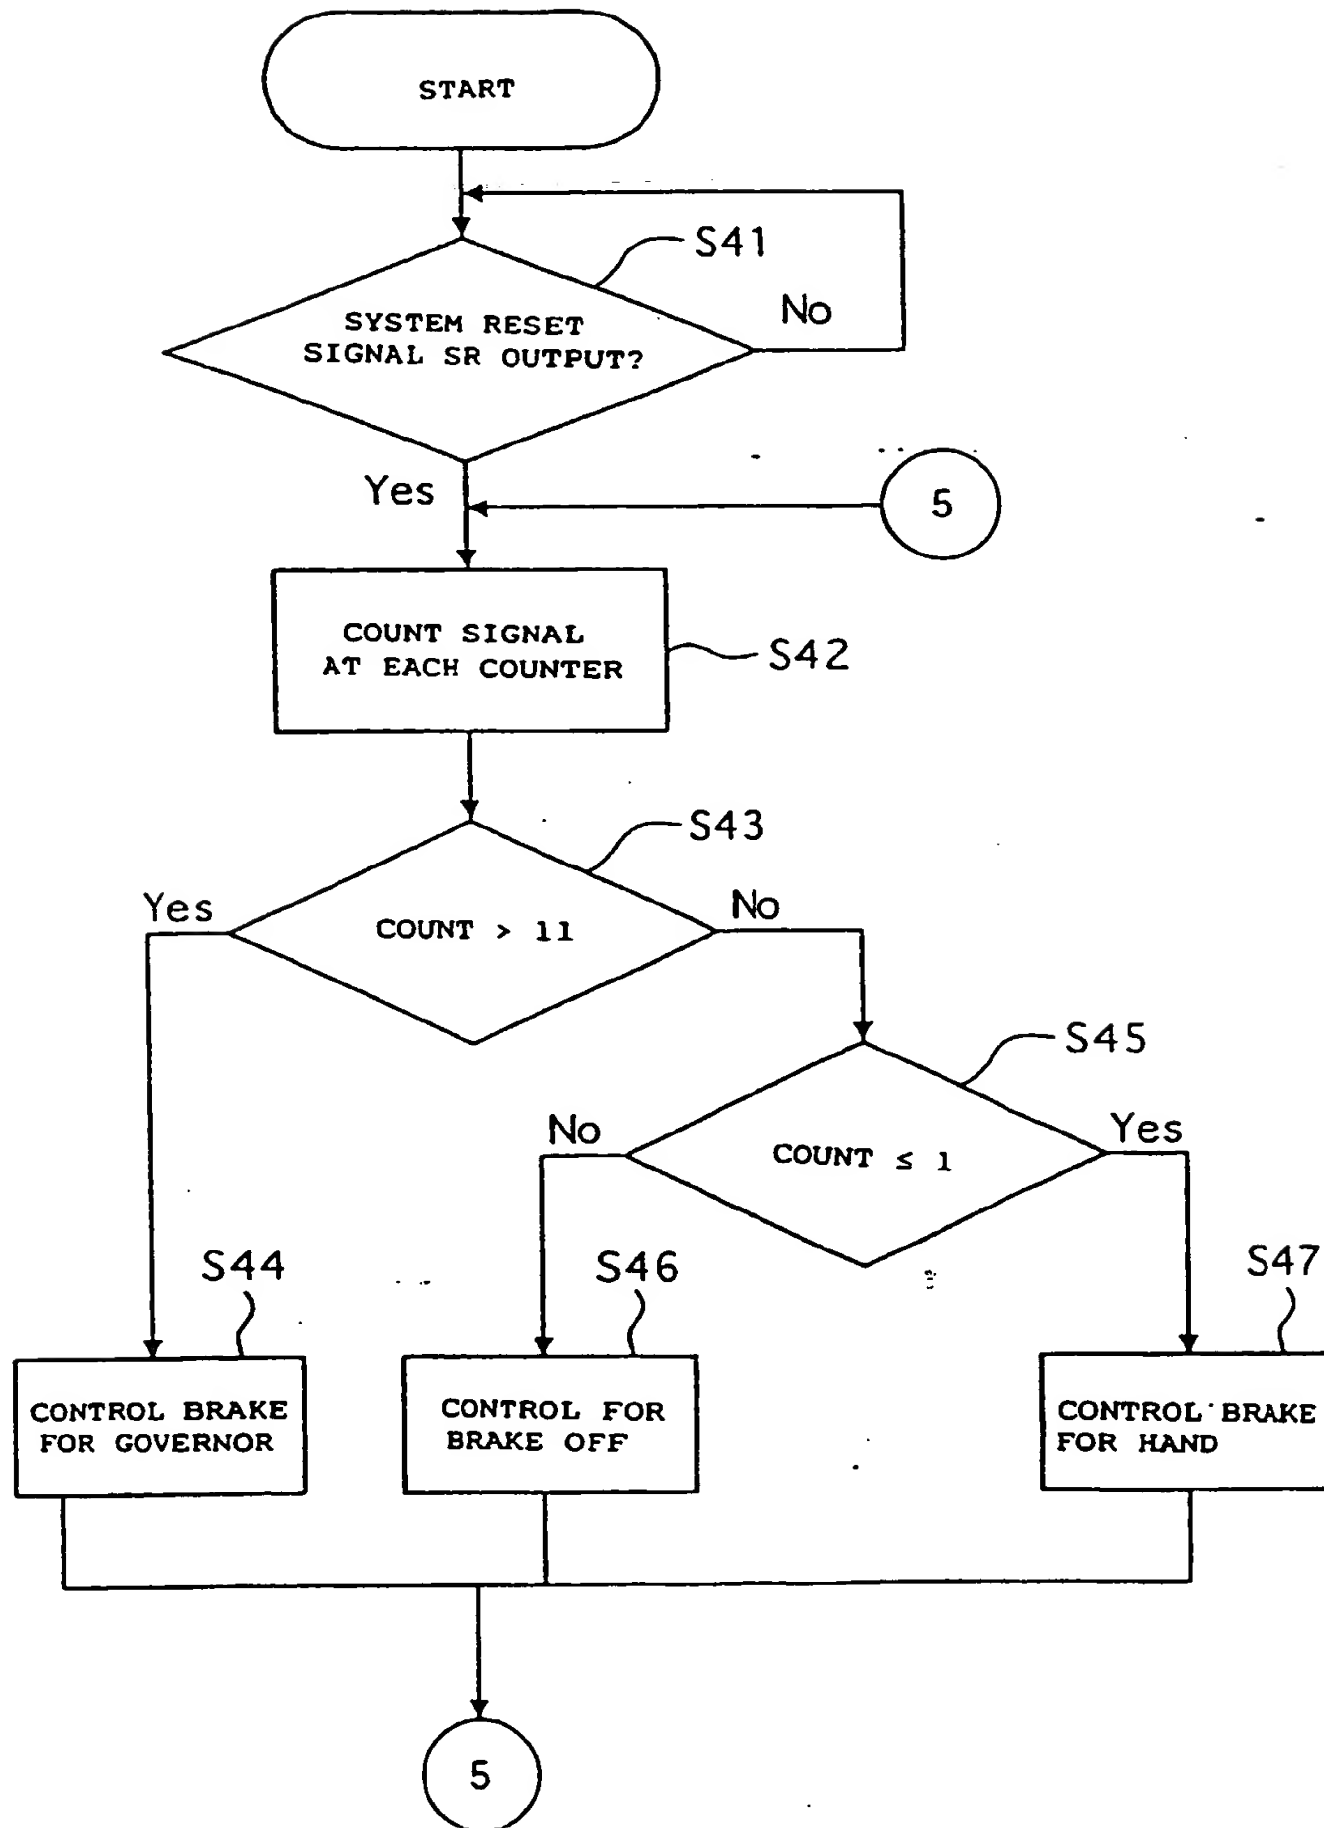 START
S41
No
SYSTEM RESET
SIGNAL SR OUTPUT?
Yes
5
COUNT SIGNAL
AT EACH COUNTER
S42
S43
Yes
No
COUNT > 11
S45
No
Yes
COUNT ≤ 1
S44
S46
S47
CONTROL BRAKE
FOR GOVERNOR
CONTROL FOR
BRAKE OFF
CONTROL BRAKE
FOR HAND
5